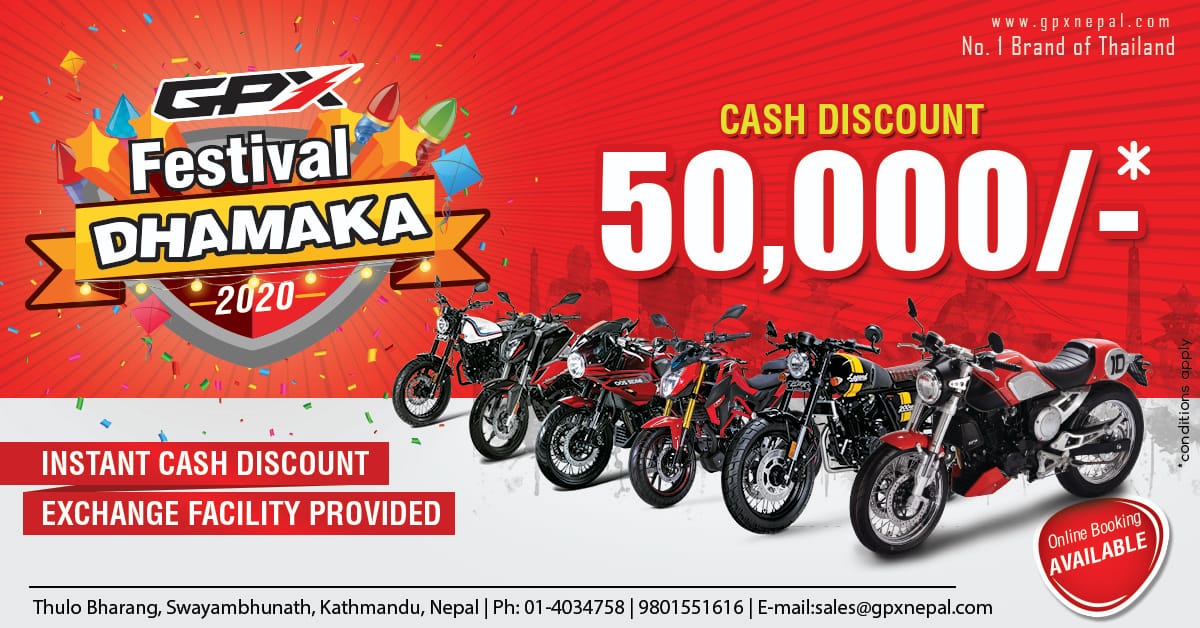 www.gpxnepal.com
No. 1 Brand of Thailand
GPX
Festival
DHAMAKA
2020
CASH DISCOUNT
50,000/-*
*conditions apply
10
INSTANT CASH DISCOUNT
EXCHANGE FACILITY PROVIDED
Online Booking
AVAILABLE
Thulo Bharang, Swayambhunath, Kathmandu, Nepal | Ph: 01-4034758 | 9801551616 | E-mail:sales@gpxnepal.com